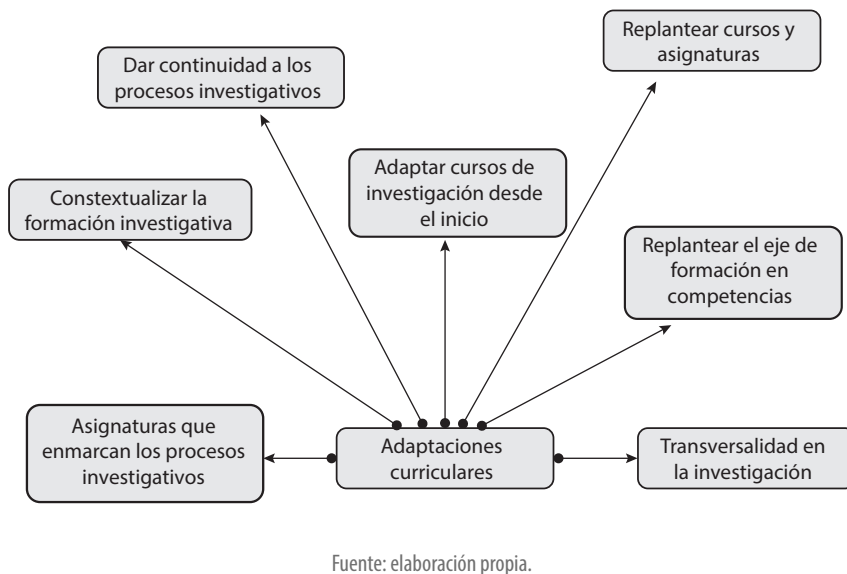 Replantear cursos y
asignaturas
Dar continuidad a los
procesos investigativos
Adaptar cursos de
investigación desde
el inicio
Constextualizar la
formación investigativa
Replantear el eje de
formación en
competencias
Asignaturas que
enmarcan los procesos
investigativos
Adaptaciones
curriculares
Transversalidad en
la investigación
Fuente: elaboración propia.